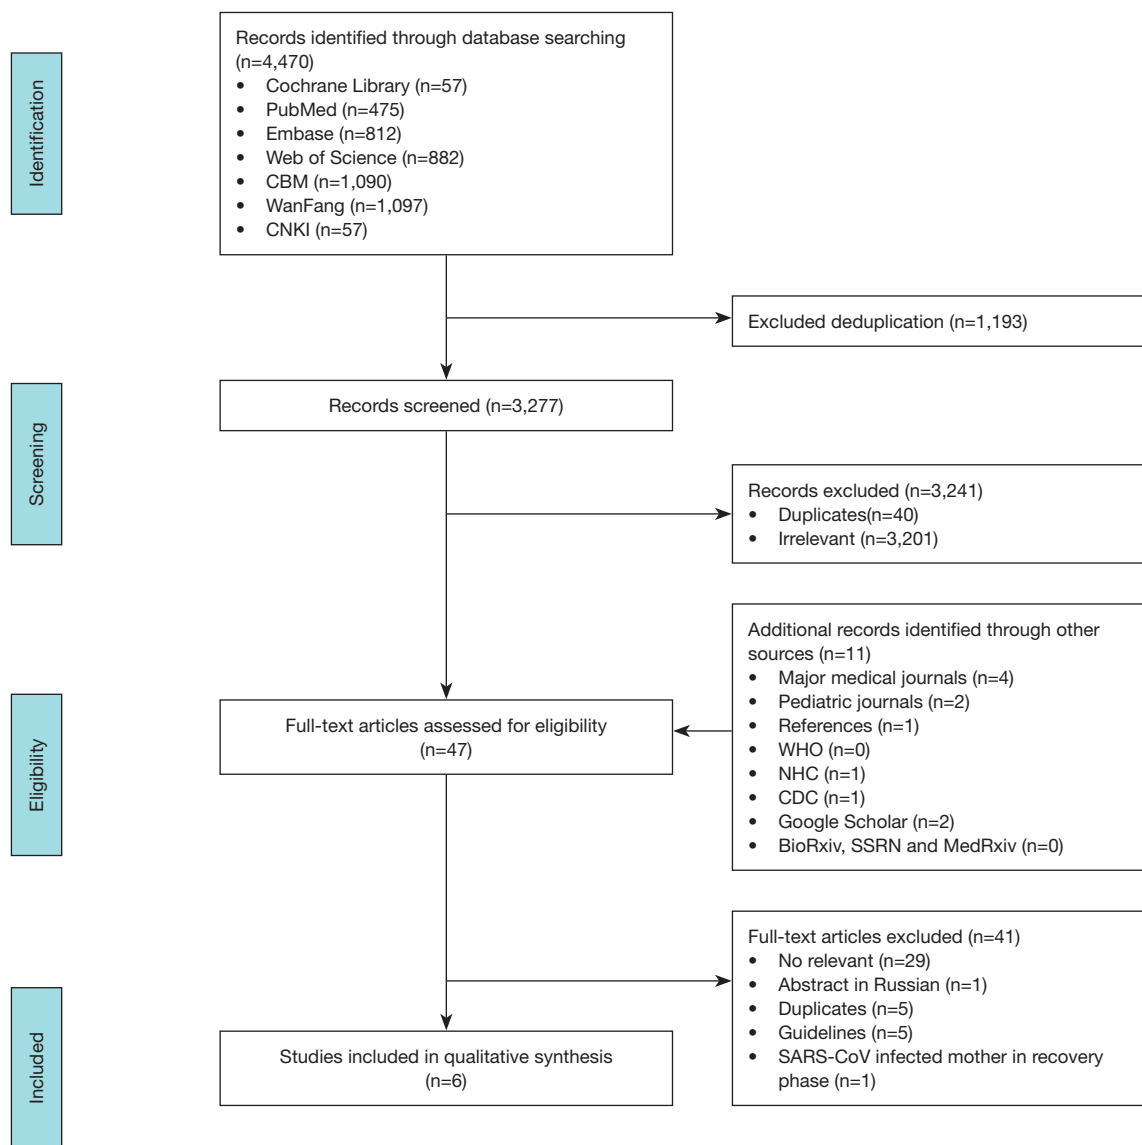 Identification
Records identified through database searching
(n=4,470)
• Cochrane Library (n=57)
• PubMed (n=475)
• Embase (n=812)
• Web of Science (n=882)
• CBM (n=1,090)
• WanFang (n=1,097)
• CNKI (n=57)
Excluded deduplication (n=1,193)
Screening
Records screened (n=3,277)
Records excluded (n=3,241)
• Duplicates(n=40)
• Irrelevant (n=3,201)
Additional records identified through other
sources (n=11)
• Major medical journals (n=4)
• Pediatric journals (n=2)
• References (n=1)
• WHO (n=0)
• NHC (n=1)
• CDC (n=1)
• Google Scholar (n=2)
• BioRxiv, SSRN and MedRxiv (n=0)
Eligibility
Full-text articles assessed for eligibility
(n=47)
Full-text articles excluded (n=41)
• No relevant (n=29)
• Abstract in Russian (n=1)
• Duplicates (n=5)
• Guidelines (n=5)
• SARS-CoV infected mother in recovery
phase (n=1)
Included
Studies included in qualitative synthesis
(n=6)